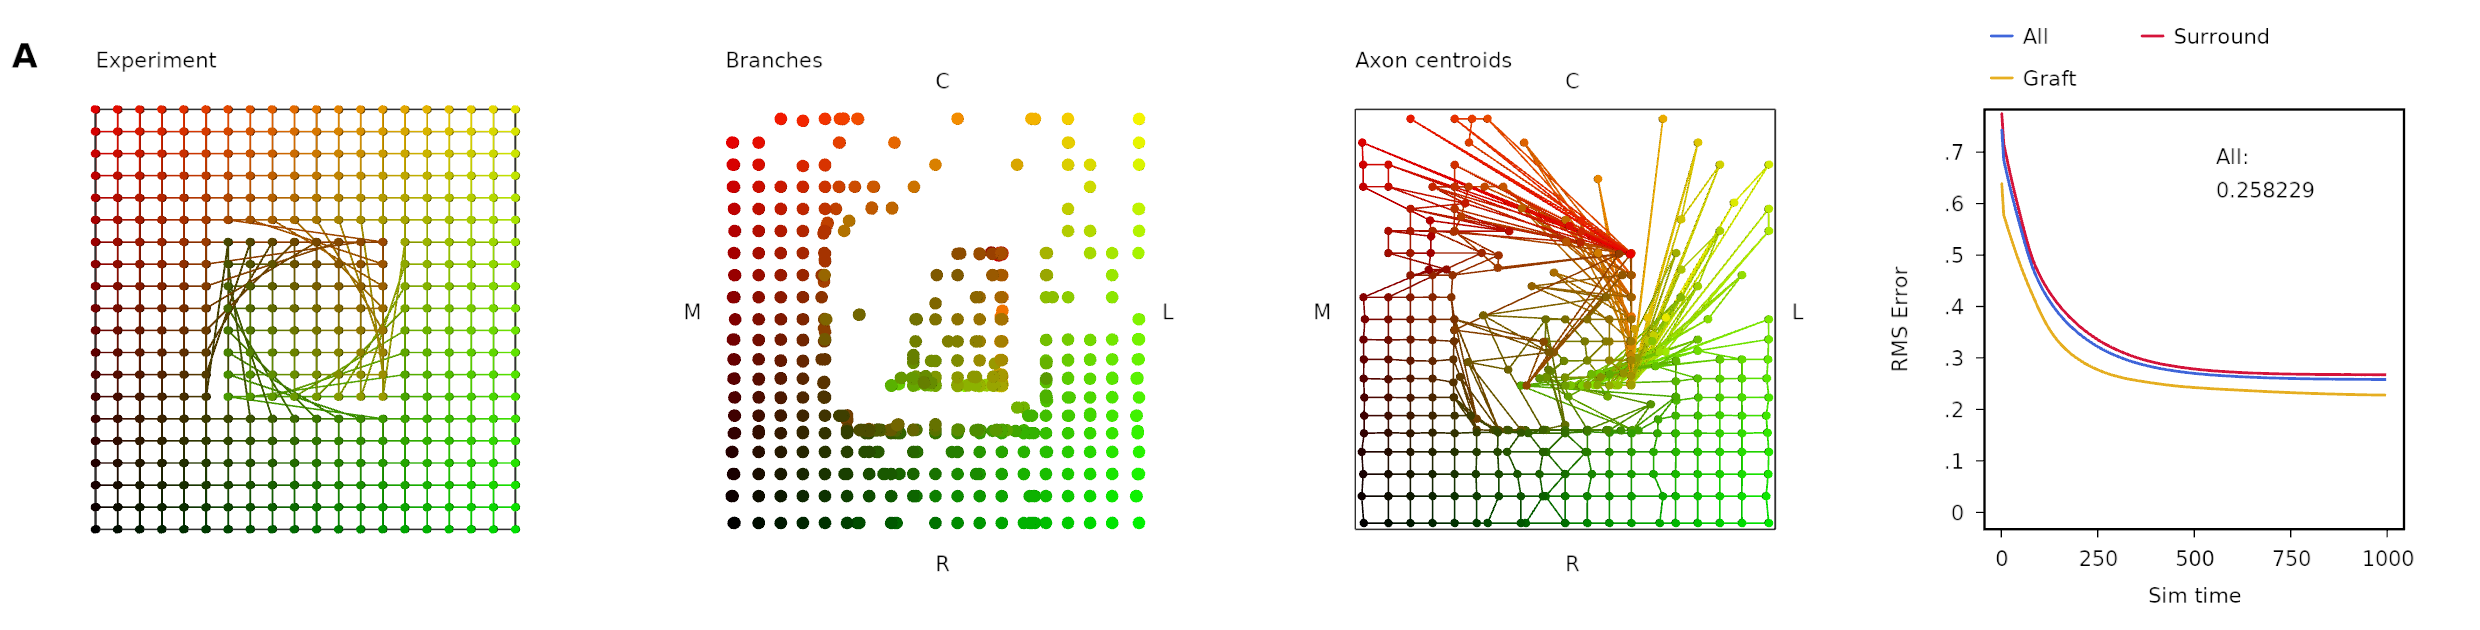 A
Experiment
Branches
C
M
L
R
Axon centroids
C
M
L
R
All
Surround
Graft
All:
0.258229
RMS Error
.7
.6
.5
.4
.3
.2
.1
0
0 250 500 750 1000
Sim time